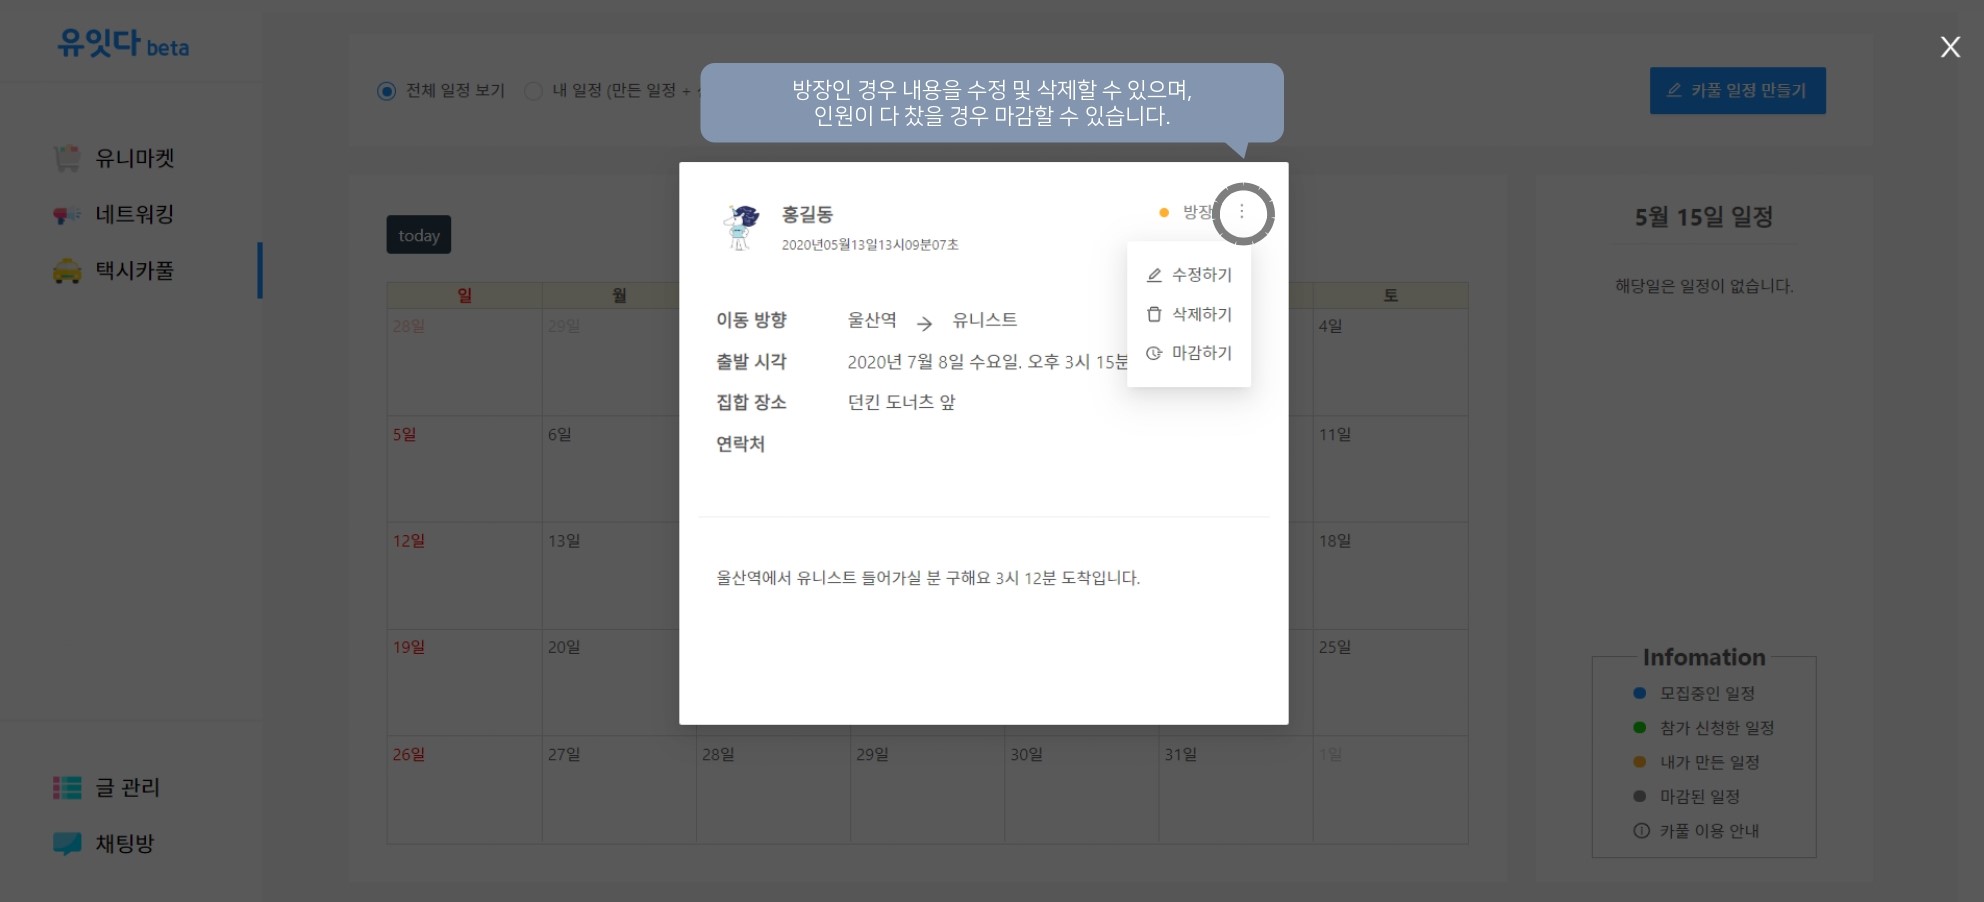 유잇다 beta
X
전체 일정 보기
내 일정 (만든 일정 +
방장인 경우 내용을 수정 및 삭제할 수 있으며,
인원이 다 찼을 경우 마감할 수 있습니다.
카풀 일정 만들기
유니마켓
네트워킹
택시카풀
글 관리
채팅방
today
일 월 토
28일 29일 4일
5일 6일 11일
12일 13일 18일
19일 20일 25일
26일 27일 28일 29일 30일 31일 1일
홍길동
2020년05월13일13시09분07초
방장
수정하기
삭제하기
마감하기
이동 방향 울산역 → 유니스트
출발 시각 2020년 7월 8일 수요일. 오후 3시 15분
집합 장소 던킨 도너츠 앞
연락처
울산역에서 유니스트 들어가실 분 구해요 3시 12분 도착입니다.
5월 15일 일정
해당일은 일정이 없습니다.
Infomation
모집중인 일정
참가 신청한 일정
내가 만든 일정
마감된 일정
카풀 이용 안내